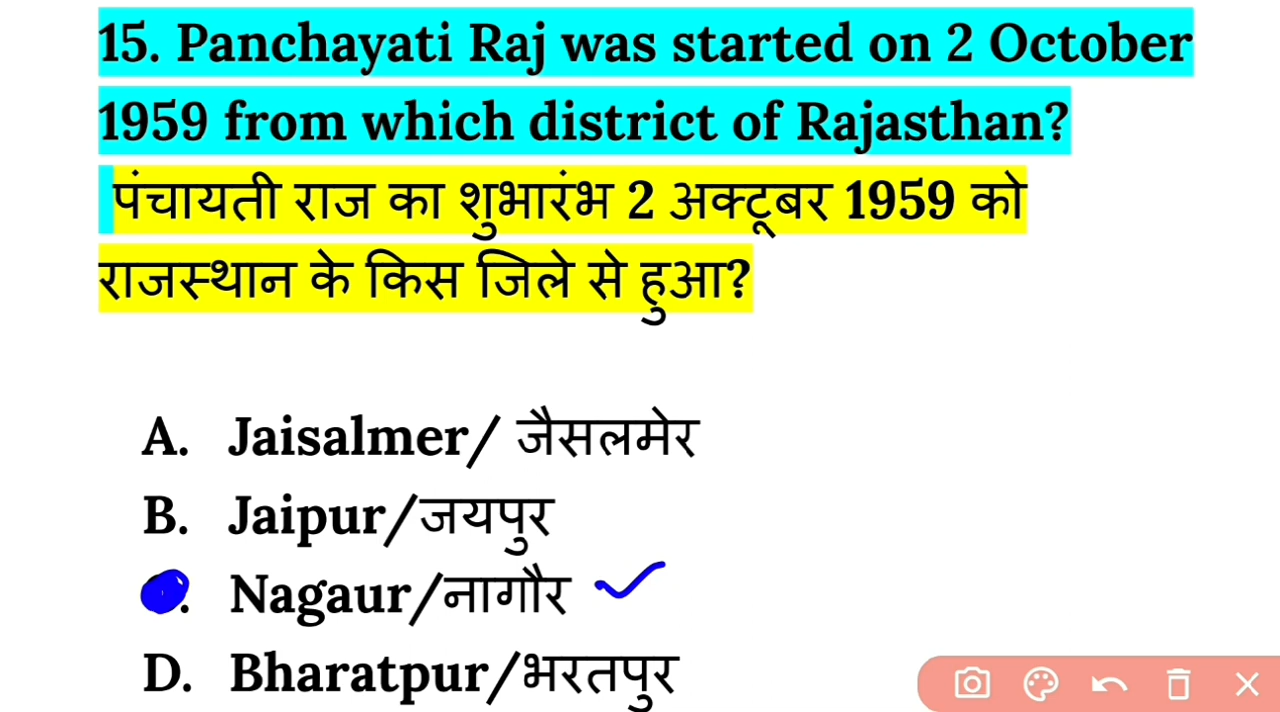 15. Panchayati Raj was started on 2 October
1959 from which district of Rajasthan?
पंचायती राज का शुभारंभ 2 अक्टूबर 1959 को
राजस्थान के किस जिले से हुआ?
A. Jaisalmer/ जैसलमेर
B. Jaipur/जयपुर
. Nagaur/नागौर
D. Bharatpur/भरतपुर